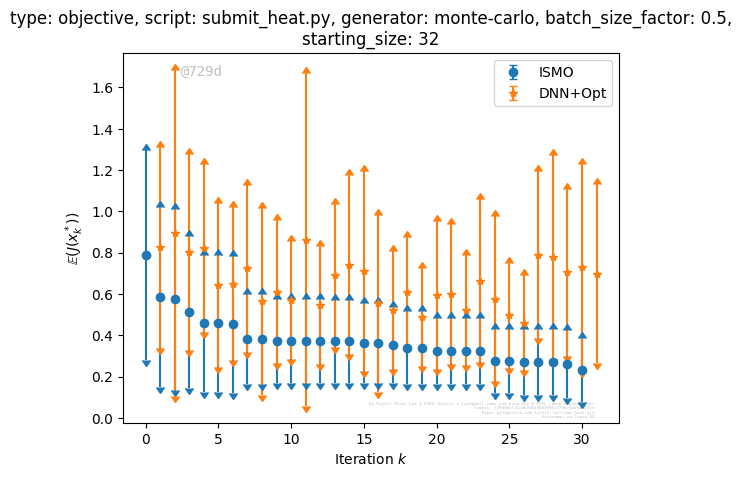 type: objective, script: submit_heat.py, generator: monte-carlo, batch_size_factor: 0.5,
starting_size: 32
@729d
ISMO
DNN+Opt
1.6
1.4
1.2
1.0
0.8
0.6
0.4
0.2
0.0
𝔼(J(x*ₖ))
0
5
10
15
20
25
30
Iteration k